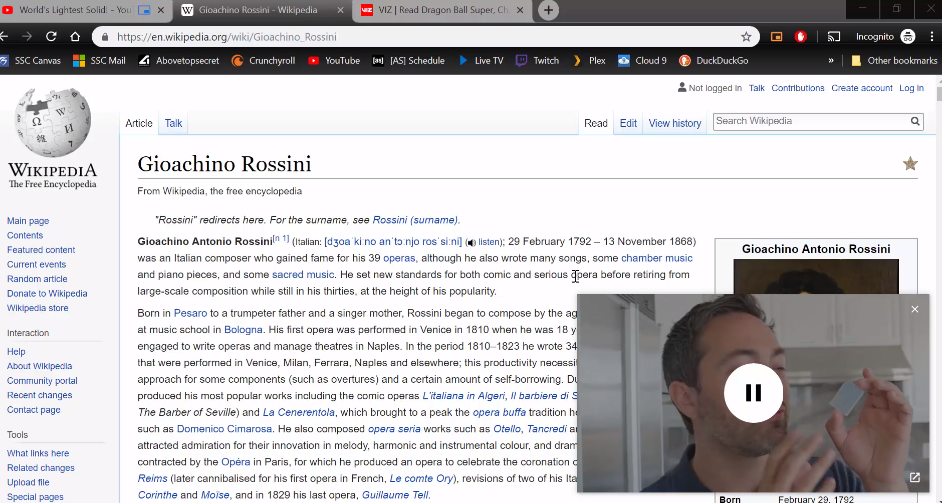 World's Lightest Solid! - You
Gioachino Rossini - Wikipedia
VIZ | Read Dragon Ball Super, Ch
https://en.wikipedia.org/wiki/Gioachino_Rossini
Incognito
SSC Canvas SSC Mail Abovetopsecret Crunchyroll YouTube [AS] Schedule Live TV Twitch Plex Cloud 9 DuckDuckGo » Other bookmarks
Not logged in Talk Contributions Create account Log in
Article Talk Read Edit View history Search Wikipedia
WIKIPEDIA
The Free Encyclopedia
Main page
Contents
Featured content
Current events
Random article
Donate to Wikipedia
Wikipedia store
Interaction
Help
About Wikipedia
Community portal
Recent changes
Contact page
Tools
What links here
Related changes
Upload file
Special pages
Gioachino Rossini
From Wikipedia, the free encyclopedia
"Rossini" redirects here. For the surname, see Rossini (surname).
Gioachino Antonio Rossini[n 1] (Italian: [dʒoaˈkiːno anˈtɔːnjo rosˈsiːni] (listen); 29 February 1792 – 13 November 1868)
was an Italian composer who gained fame for his 39 operas, although he also wrote many songs, some chamber music
and piano pieces, and some sacred music. He set new standards for both comic and serious opera before retiring from
large-scale composition while still in his thirties, at the height of his popularity.
Born in Pesaro to a trumpeter father and a singer mother, Rossini began to compose by the ag
at music school in Bologna. His first opera was performed in Venice in 1810 when he was 18 y
engaged to write operas and manage theatres in Naples. In the period 1810–1823 he wrote 34
that were performed in Venice, Milan, Ferrara, Naples and elsewhere; this productivity necessit
approach for some components (such as overtures) and a certain amount of self-borrowing. Du
produced his most popular works including the comic operas L'italiana in Algeri, Il barbiere di S
The Barber of Seville) and La Cenerentola, which brought to a peak the opera buffa tradition he
such as Domenico Cimarosa. He also composed opera seria works such as Otello, Tancredi an
attracted admiration for their innovation in melody, harmonic and instrumental colour, and dram
contracted by the Opéra in Paris, for which he produced an opera to celebrate the coronation o
Reims (later cannibalised for his first opera in French, Le comte Ory), revisions of two of his Ita
Corinthe and Moïse, and in 1829 his last opera, Guillaume Tell.
Gioachino Antonio Rossini
Born February 29, 1792